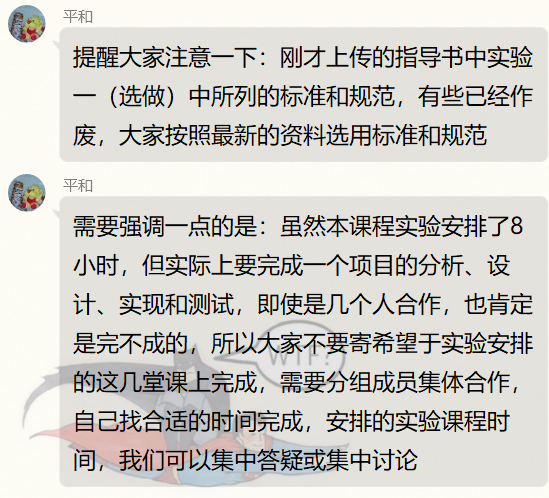 平和
提醒大家注意一下：刚才上传的指导书中实验
一（选做）中所列的标准和规范，有些已经作
废，大家按照最新的资料选用标准和规范
平和
需要强调一点的是：虽然本课程实验安排了8
小时，但实际上要完成一个项目的分析、设
计、实现和测试，即使是几个人合作，也肯定
是完不成的，所以大家不要寄希望于实验安排
的这几堂课上完成，需要分组成员集体合作，
自己找合适的时间完成，安排的实验课程时
间，我们可以集中答疑或集中讨论
WTF?